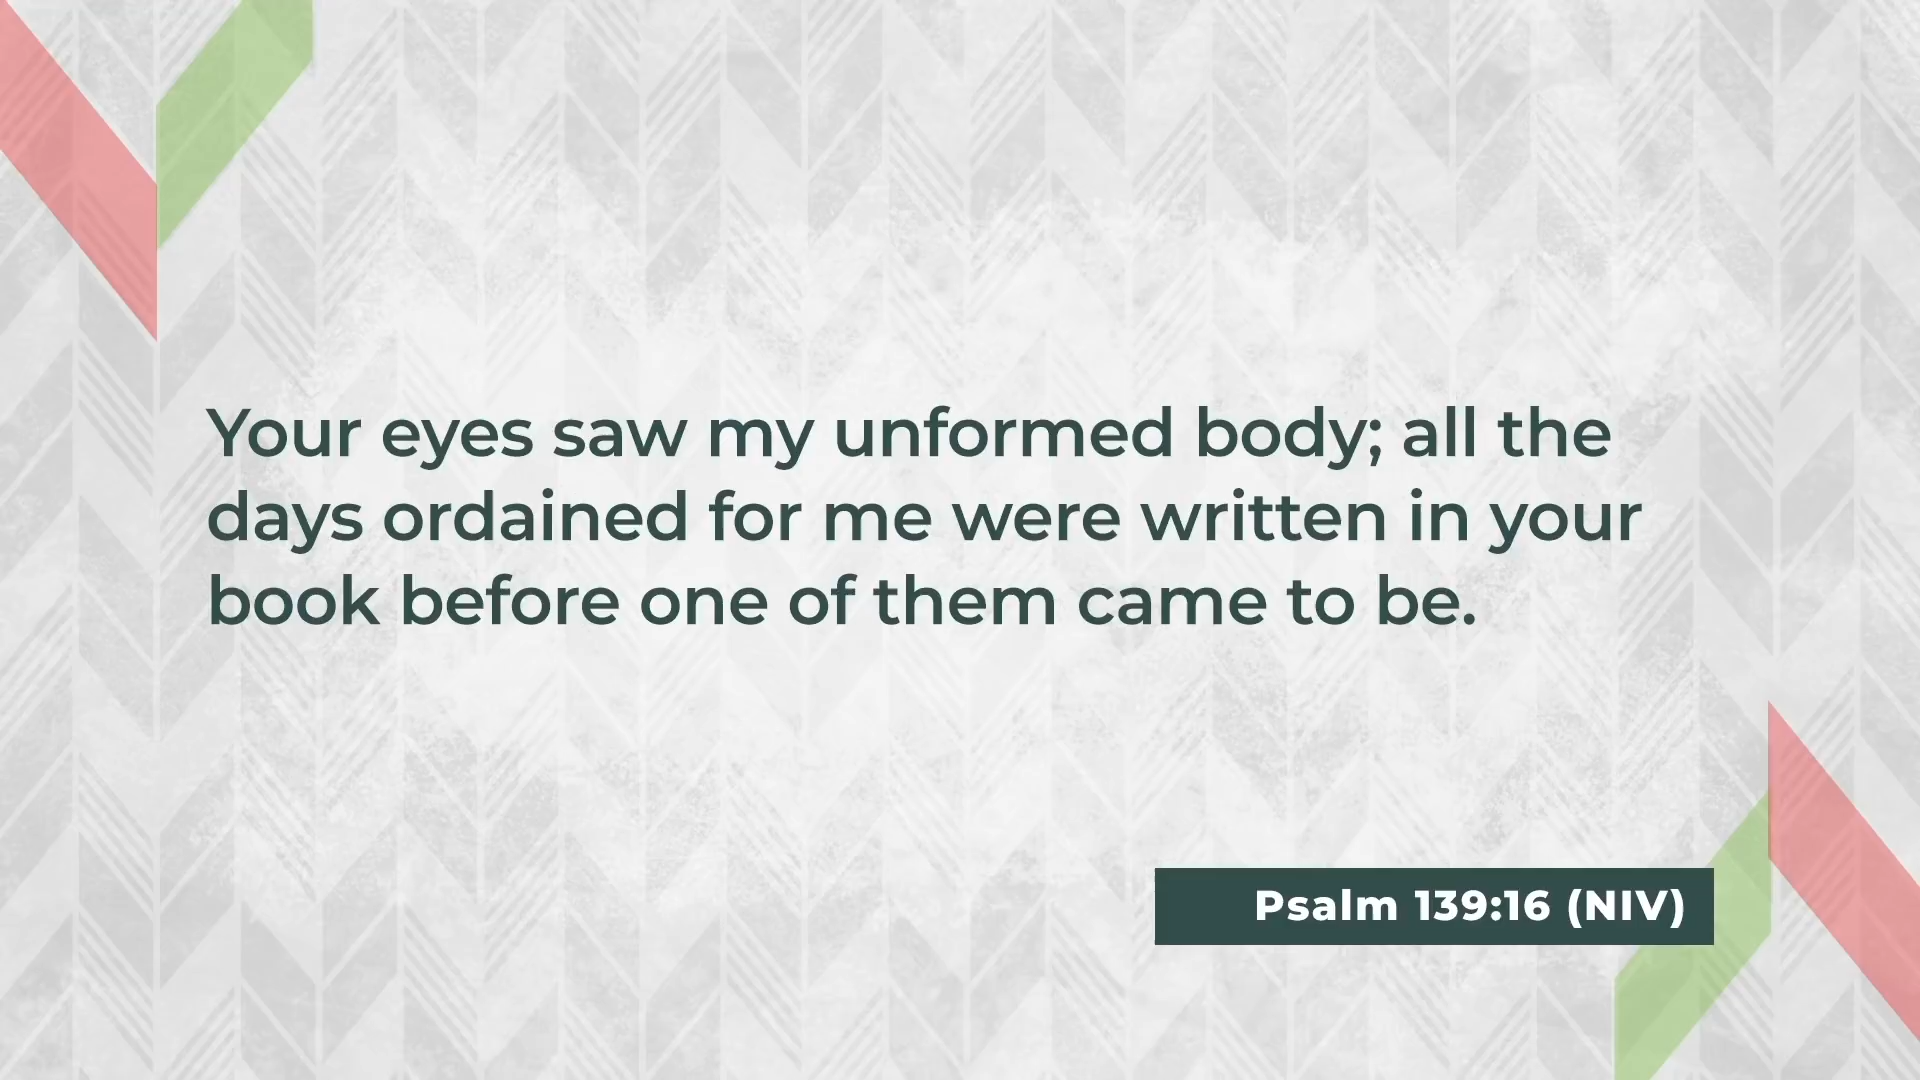 Your eyes saw my unformed body; all the
days ordained for me were written in your
book before one of them came to be.
Psalm 139:16 (NIV)